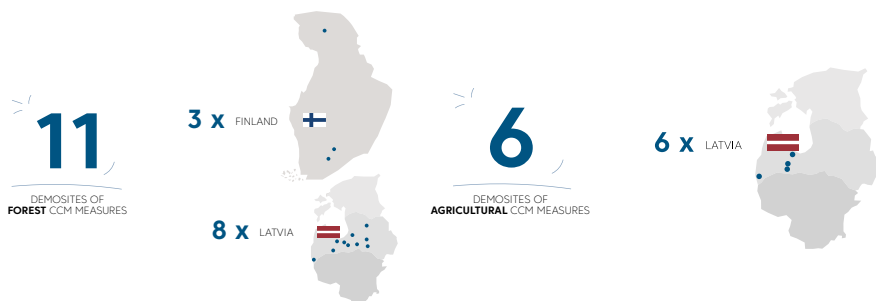 11
DEMOSITES OF
FOREST CCM MEASURES
3 x FINLAND
8 x LATVIA
6
DEMOSITES OF
AGRICULTURAL CCM MEASURES
6 x LATVIA